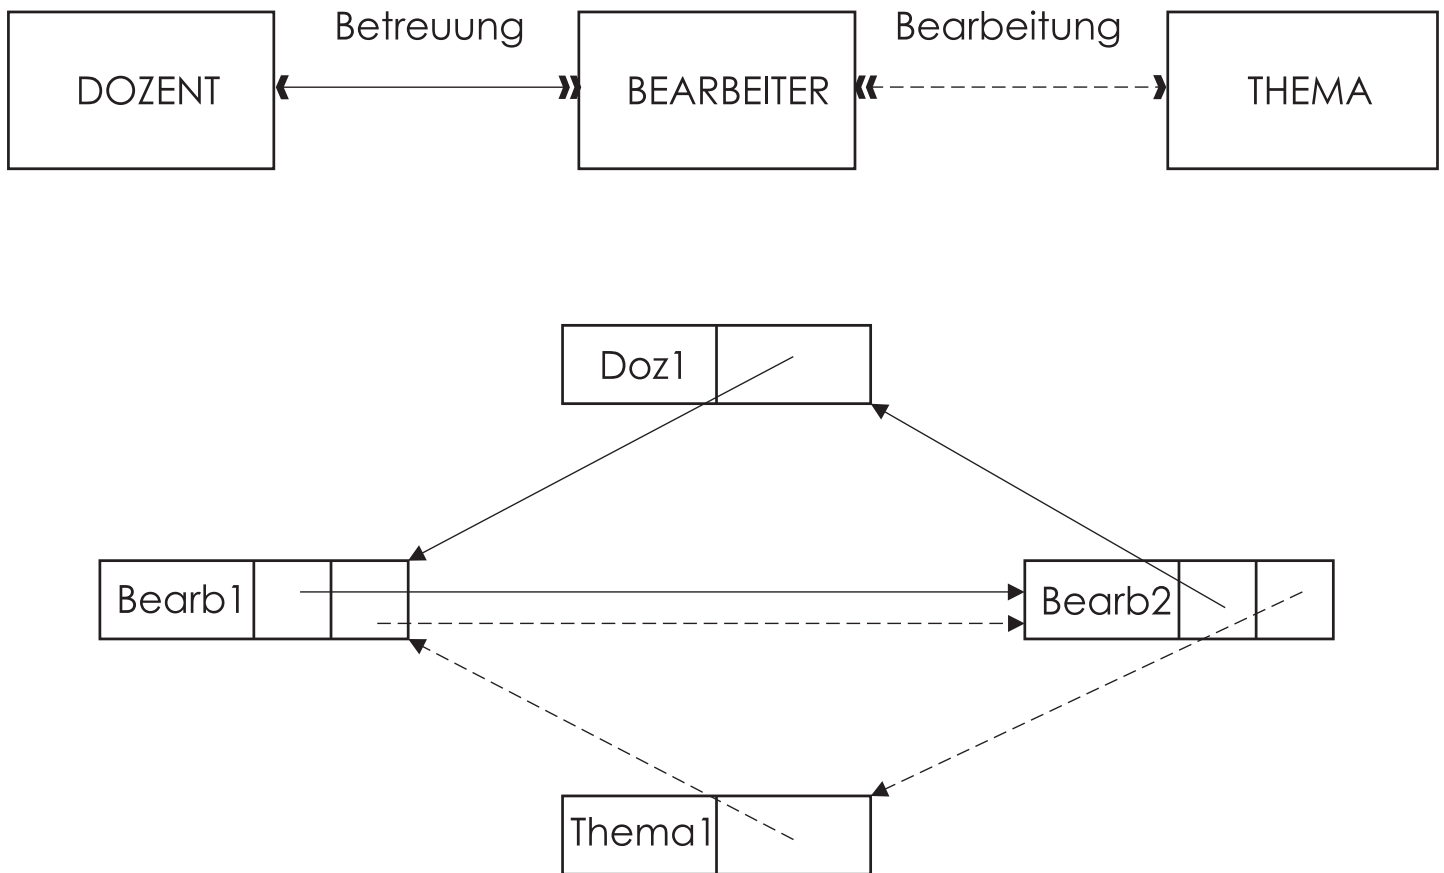 Betreuung
Bearbeitung
DOZENT
BEARBEITER
THEMA
Doz1
Bearb1
Bearb2
Thema1